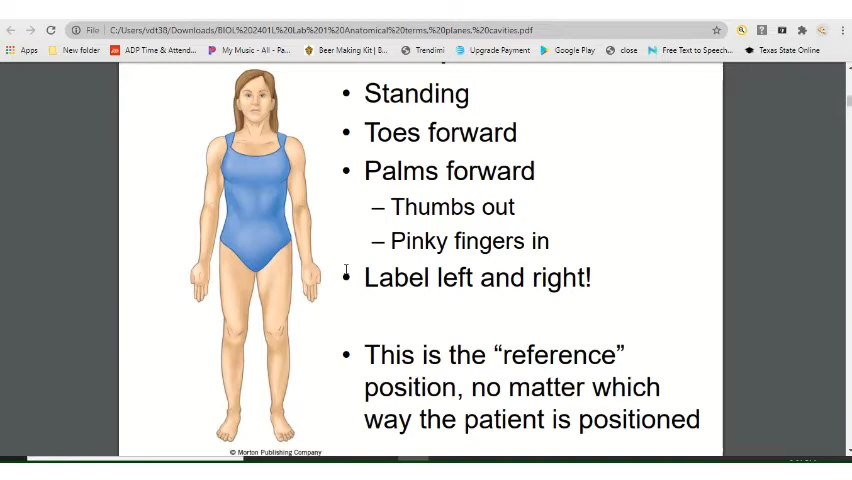 File
C:/Users/vdt38/Downloads/BIOL%202401L%20Lab%201%20Anatomical%20terms,%20planes,%20cavities.pdf
Apps
New folder
ADP Time & Attend...
My Music - All - Pa...
Beer Making Kit | B...
Trendimi
Upgrade Payment
Google Play
close
Free Text to Speech...
Texas State Online
• Standing
• Toes forward
• Palms forward
– Thumbs out
– Pinky fingers in
• Label left and right!
• This is the “reference”
position, no matter which
way the patient is positioned
© Morton Publishing Company